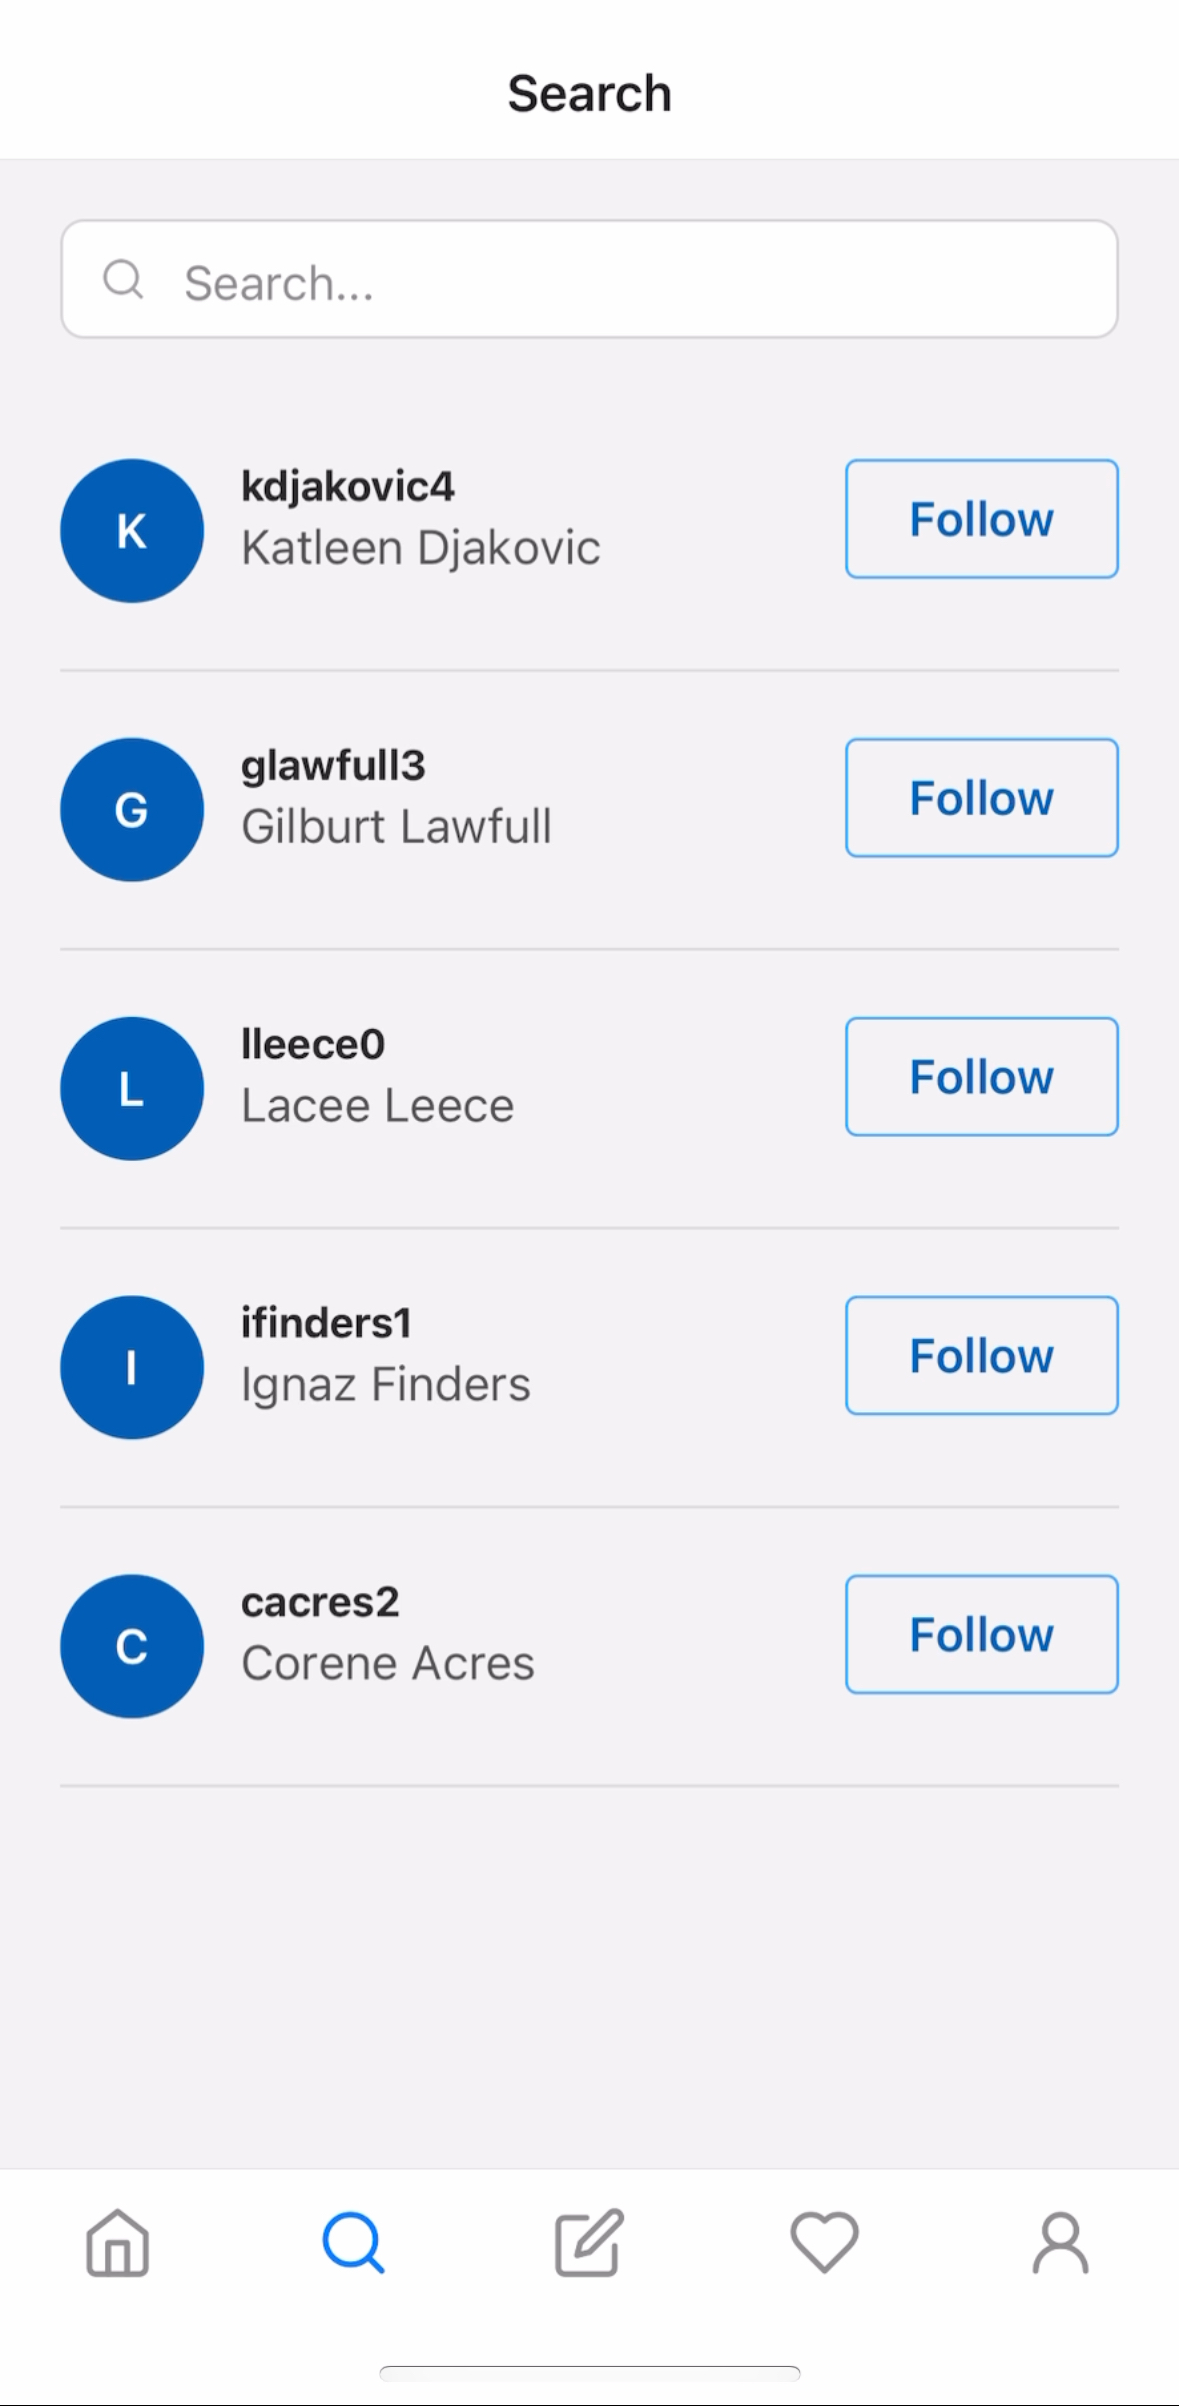 Search
Search...
K
kdjakovic4
Katleen Djakovic
Follow
G
glawfull3
Gilburt Lawfull
Follow
L
lleece0
Lacee Leece
Follow
I
ifinders1
Ignaz Finders
Follow
C
cacres2
Corene Acres
Follow